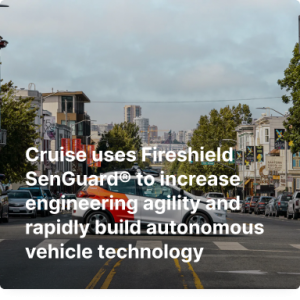 Cruise uses Fireshield
SenGuard® to increase
engineering agility and
rapidly build autonomous
vehicle technology